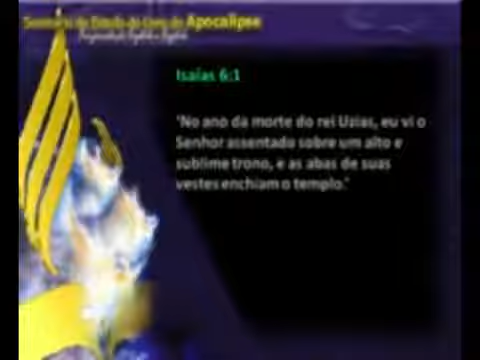 Seminário de Estudo do Livro do Apocalipse
Isaías 6:1
'No ano da morte do rei Uzias, eu vi o
Senhor assentado sobre um alto e
sublime trono, e as abas de suas
vestes enchiam o templo.'